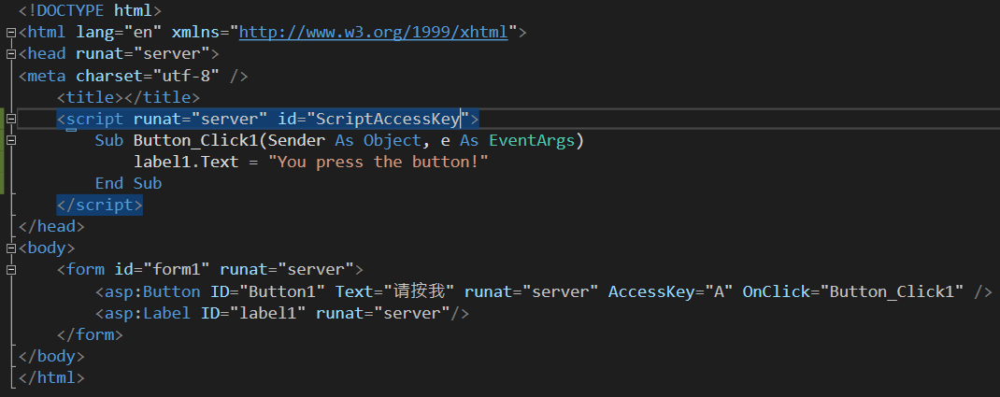 <!DOCTYPE html>
<html lang="en" xmlns="http://www.w3.org/1999/xhtml">
<head runat="server">
<meta charset="utf-8" />
    <title></title>
    <script runat="server" id="ScriptAccessKey">
        Sub Button_Click1(Sender As Object, e As EventArgs)
            label1.Text = "You press the button!"
        End Sub
    </script>
</head>
<body>
    <form id="form1" runat="server">
        <asp:Button ID="Button1" Text="请按我" runat="server" AccessKey="A" OnClick="Button_Click1" />
        <asp:Label ID="label1" runat="server"/>
    </form>
</body>
</html>